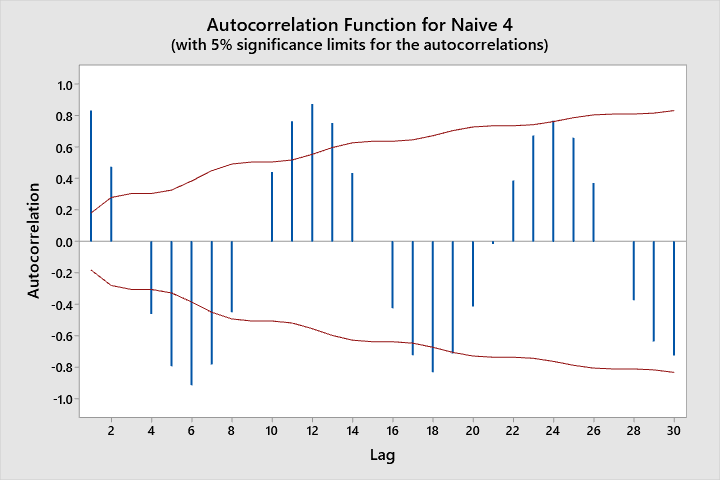 Autocorrelation Function for Naive 4
(with 5% significance limits for the autocorrelations)
1.0
0.8
0.6
0.4
0.2
0.0
-0.2
-0.4
-0.6
-0.8
-1.0
Autocorrelation
2 4 6 8 10 12 14 16 18 20 22 24 26 28 30
Lag